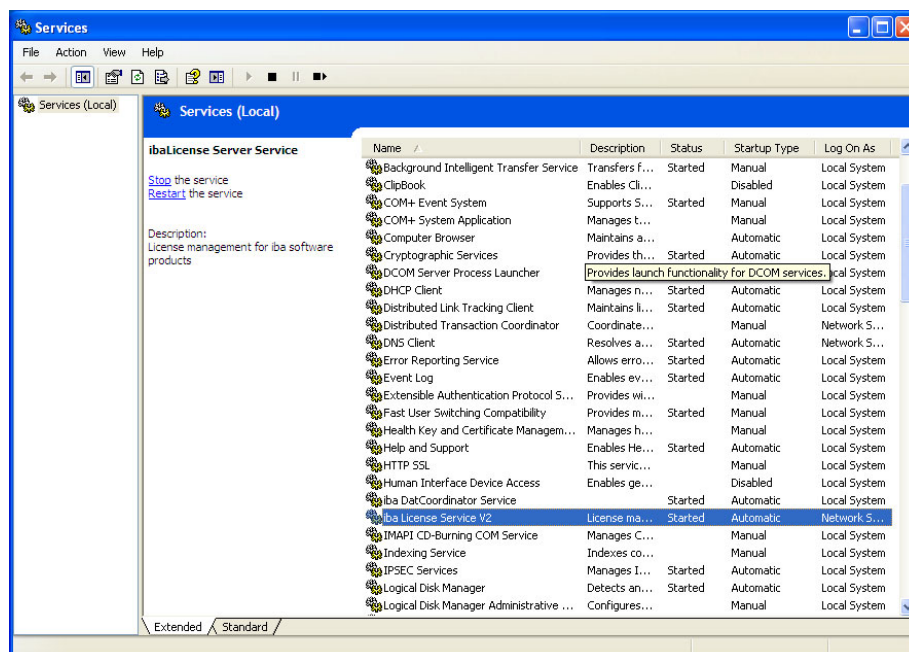 Services
File Action View Help
Services (Local)
Services (Local)
ibaLicense Server Service
Stop the service
Restart the service
Description:
License management for iba software
products
Name Description Status Startup Type Log On As
Background Intelligent Transfer Service Transfers f... Started Manual Local System
ClipBook Enables Cli... Disabled Local System
COM+ Event System Supports S... Started Manual Local System
COM+ System Application Manages t... Manual Local System
Computer Browser Maintains a... Automatic Local System
Cryptographic Services Provides th... Started Automatic Local System
DCOM Server Process Launcher Provides launch functionality for DCOM services. cal System
DHCP Client Manages n... Started Automatic Local System
Distributed Link Tracking Client Maintains li... Started Automatic Local System
Distributed Transaction Coordinator Coordinate... Manual Network S...
DNS Client Resolves a... Started Automatic Network S...
Error Reporting Service Allows erro... Started Automatic Local System
Event Log Enables ev... Started Automatic Local System
Extensible Authentication Protocol S... Provides wi... Manual Local System
Fast User Switching Compatibility Provides m... Started Manual Local System
Health Key and Certificate Managem... Manages h... Manual Local System
Help and Support Enables He... Started Automatic Local System
HTTP SSL This servic... Manual Local System
Human Interface Device Access Enables ge... Disabled Local System
iba DatCoordinator Service Started Automatic Local System
iba License Service V2 License ma... Started Automatic Network S...
IMAPI CD-Burning COM Service Manages C... Manual Local System
Indexing Service Indexes co... Manual Local System
IPSEC Services Manages I... Started Automatic Local System
Logical Disk Manager Detects an... Started Automatic Local System
Logical Disk Manager Administrative ... Configures... Manual Local System
Extended Standard